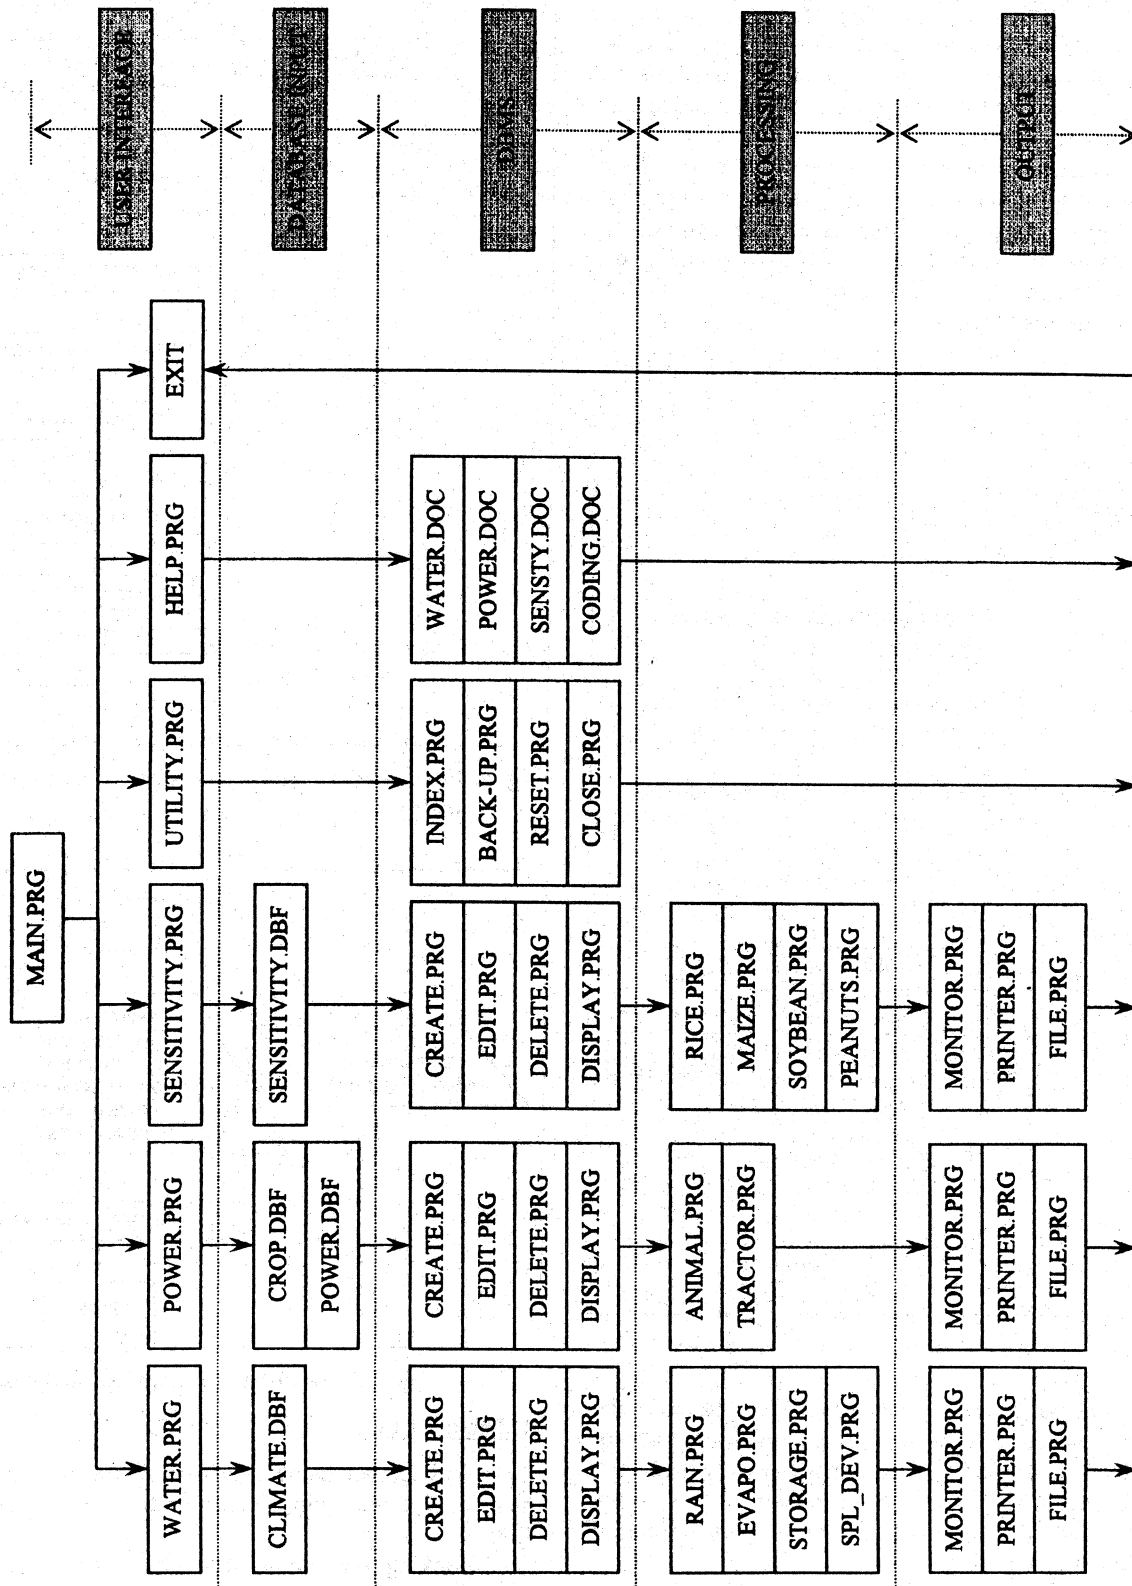 MAIN.PRG
WATER.PRG
POWER.PRG
SENSITIVITY.PRG
UTILITY.PRG
HELP.PRG
EXIT
USER INTERFACE
CLIMATE.DBF
CROP.DBF
POWER.DBF
SENSITIVITY.DBF
DATABASE INPUT
CREATE.PRG
EDIT.PRG
DELETE.PRG
DISPLAY.PRG
CREATE.PRG
EDIT.PRG
DELETE.PRG
DISPLAY.PRG
CREATE.PRG
EDIT.PRG
DELETE.PRG
DISPLAY.PRG
INDEX.PRG
BACK-UP.PRG
RESET.PRG
CLOSE.PRG
WATER.DOC
POWER.DOC
SENSTY.DOC
CODING.DOC
DBMS
RAIN.PRG
EVAPO.PRG
STORAGE.PRG
SPL_DEV.PRG
ANIMAL.PRG
TRACTOR.PRG
RICE.PRG
MAIZE.PRG
SOYBEAN.PRG
PEANUTS.PRG
PROCESSING
MONITOR.PRG
PRINTER.PRG
FILE.PRG
MONITOR.PRG
PRINTER.PRG
FILE.PRG
MONITOR.PRG
PRINTER.PRG
FILE.PRG
OUTPUT